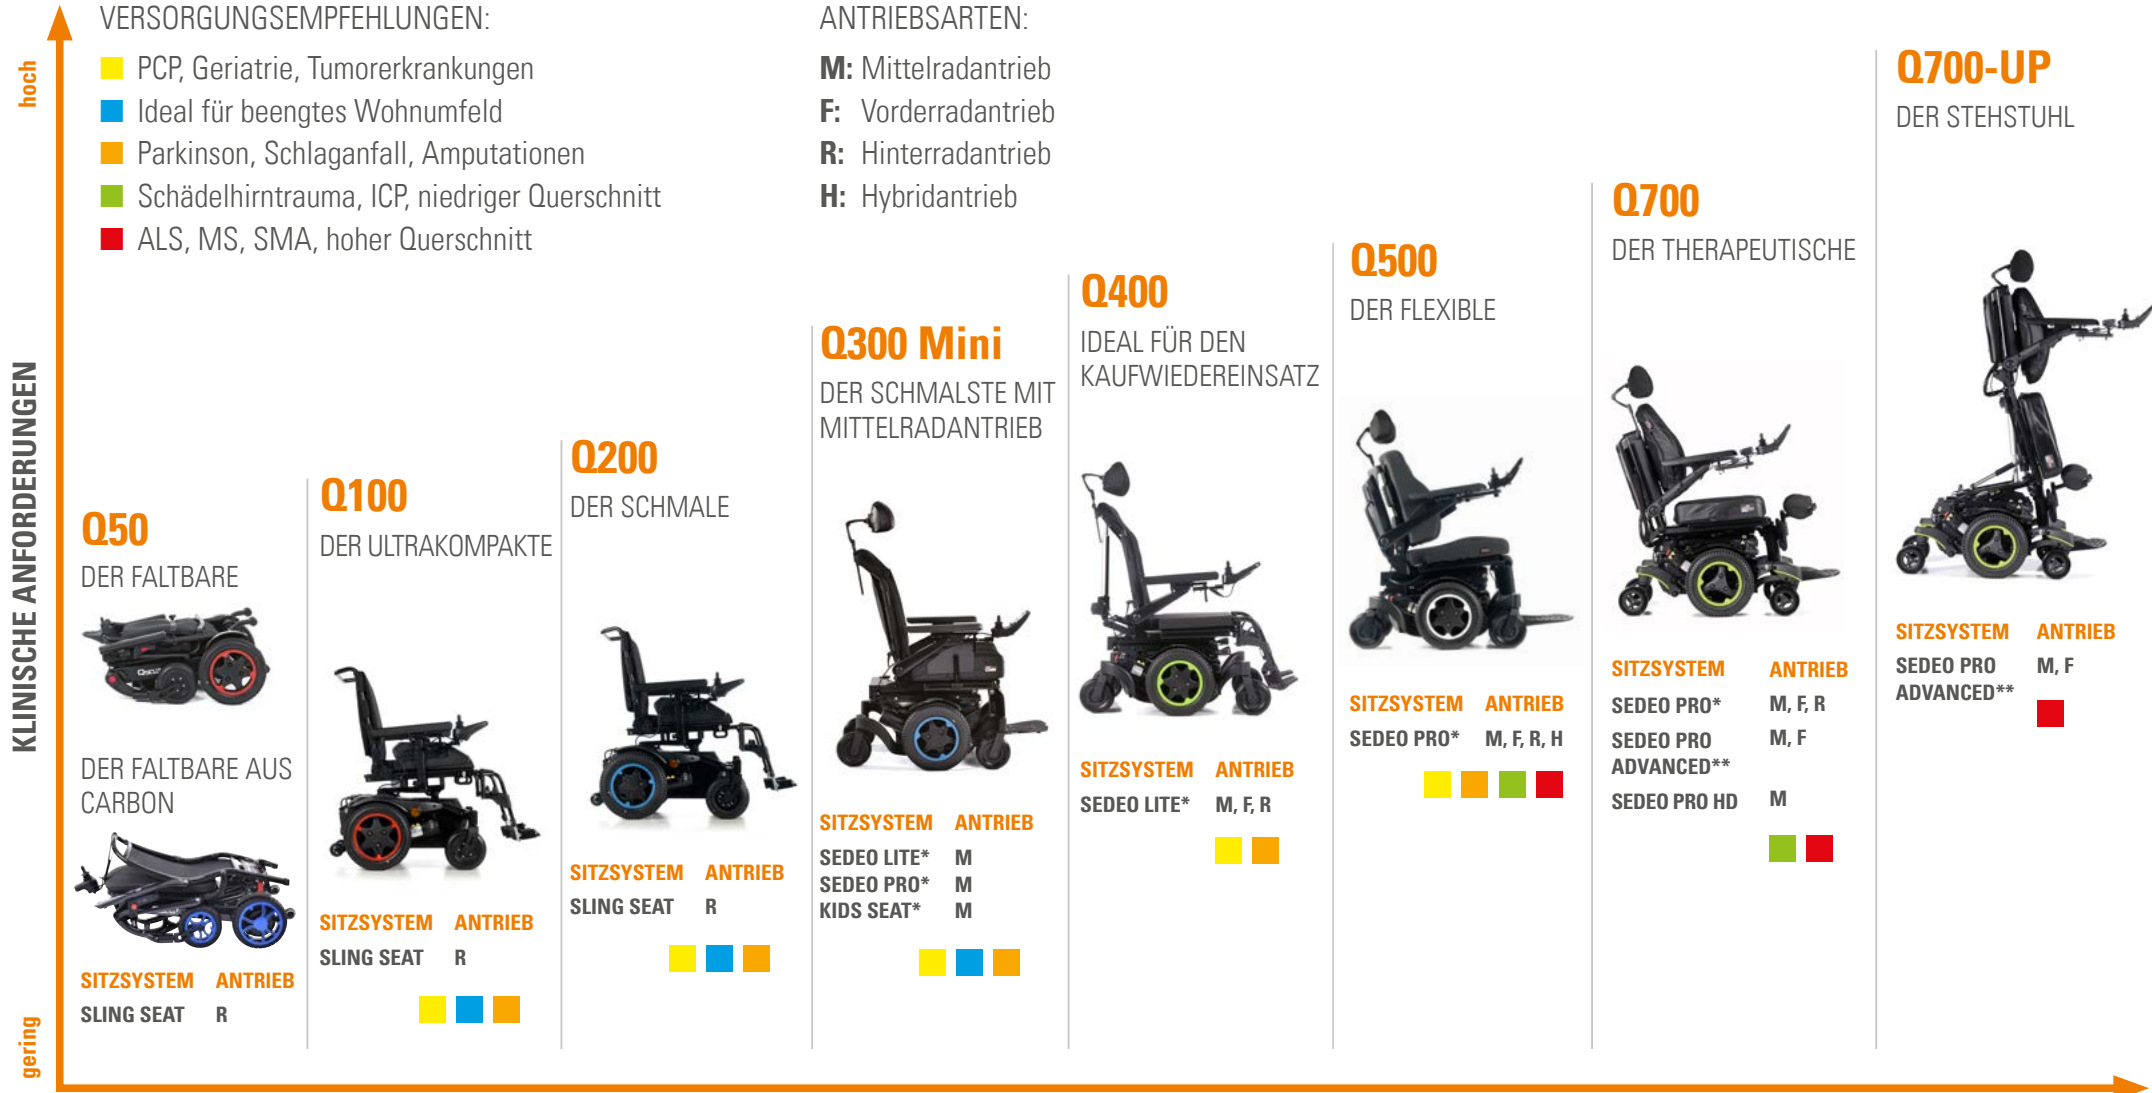 VERSORGUNGSEMPFEHLUNGEN:
PCP, Geriatrie, Tumorerkrankungen
Ideal für beengtes Wohnumfeld
Parkinson, Schlaganfall, Amputationen
Schädelhirntrauma, ICP, niedriger Querschnitt
ALS, MS, SMA, hoher Querschnitt
ANTRIEBSARTEN:
M: Mittelradantrieb
F: Vorderradantrieb
R: Hinterradantrieb
H: Hybridantrieb
hoch
KLINISCHE ANFORDERUNGEN
gering
Q50
DER FALTBARE
DER FALTBARE AUS
CARBON
SITZSYSTEM ANTRIEB
SLING SEAT R
Q100
DER ULTRAKOMPAKTE
SITZSYSTEM ANTRIEB
SLING SEAT R
Q200
DER SCHMALE
SITZSYSTEM ANTRIEB
SLING SEAT R
Q300 Mini
DER SCHMALSTE MIT
MITTELRADANTRIEB
SITZSYSTEM ANTRIEB
SEDEO LITE* M
SEDEO PRO* M
KIDS SEAT* M
Q400
IDEAL FÜR DEN
KAUFWIEDEREINSATZ
SITZSYSTEM ANTRIEB
SEDEO LITE* M, F, R
Q500
DER FLEXIBLE
SITZSYSTEM ANTRIEB
SEDEO PRO* M, F, R, H
Q700
DER THERAPEUTISCHE
SITZSYSTEM ANTRIEB
SEDEO PRO* M, F, R
SEDEO PRO M, F
ADVANCED**
SEDEO PRO HD M
Q700-UP
DER STEHSTUHL
SITZSYSTEM ANTRIEB
SEDEO PRO M, F
ADVANCED**